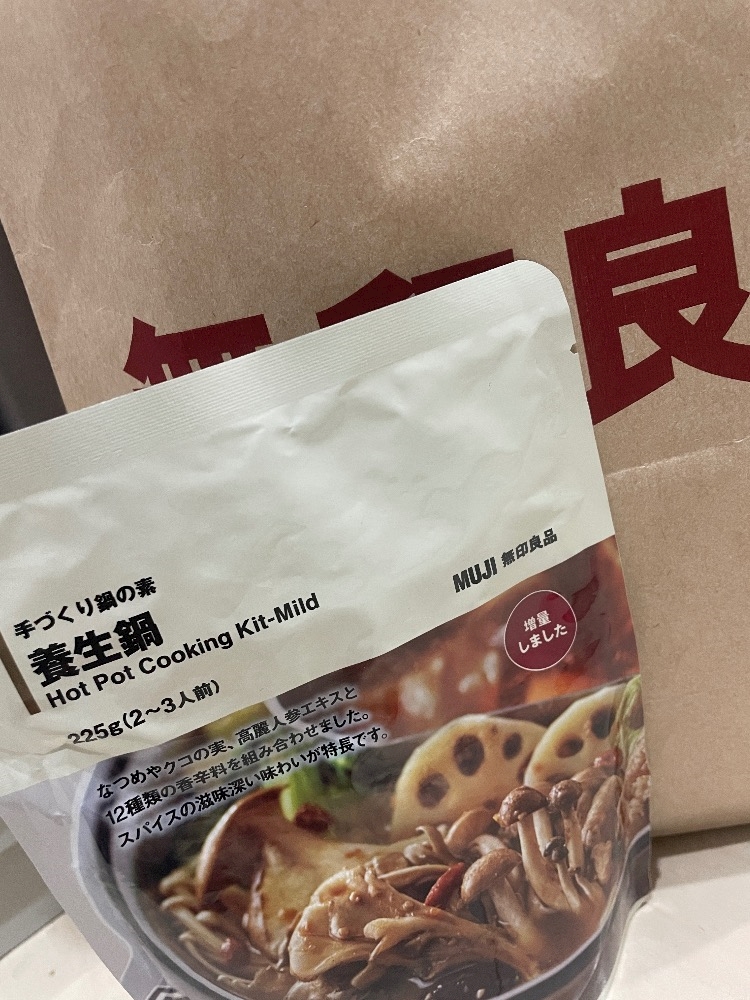 無印良
手づくり鍋の素
養生鍋
Hot Pot Cooking Kit-Mild
225g(2〜3人前)
MUJI 無印良品
増量
しました
なつめやクコの実、高麗人参エキスと
12種類の香辛料を組み合わせました。
スパイスの滋味深い味わいが特長です。